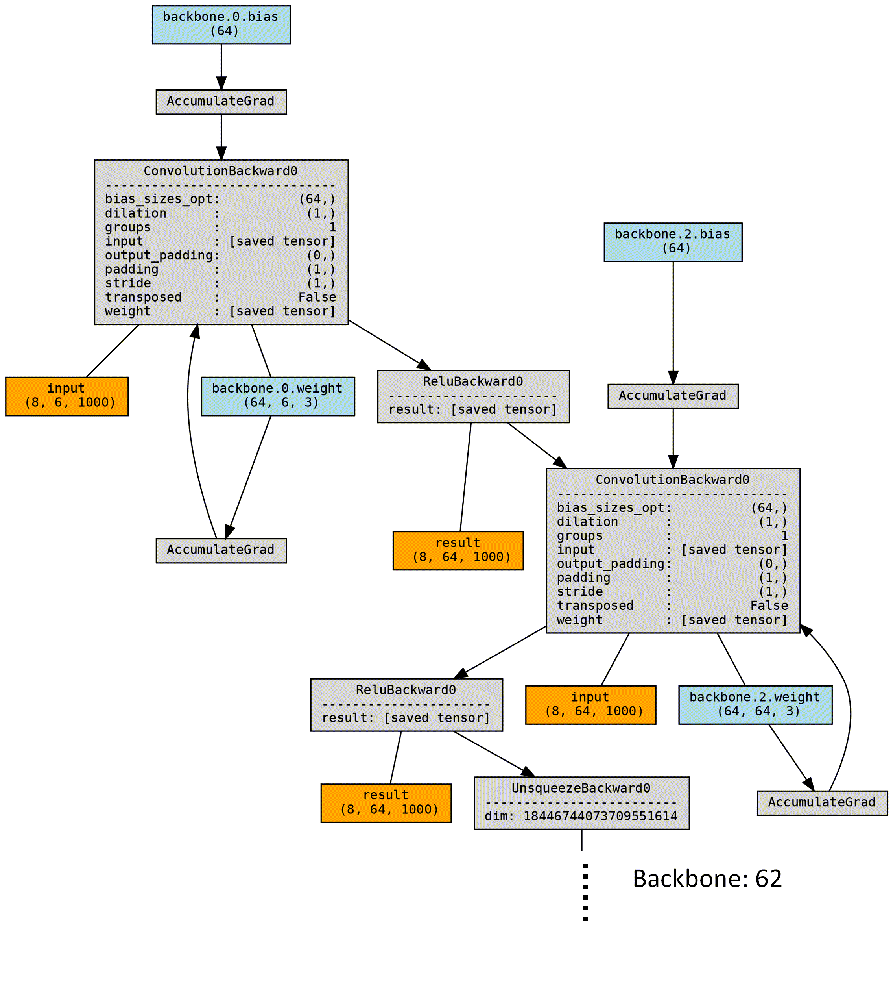 backbone.0.bias
(64)
AccumulateGrad
ConvolutionBackward0
------------------------------
bias_sizes_opt: (64,)
dilation : (1,)
groups : 1
input : [saved tensor]
output_padding: (0,)
padding : (1,)
stride : (1,)
transposed : False
weight : [saved tensor]
backbone.2.bias
(64)
input
(8, 6, 1000)
backbone.0.weight
(64, 6, 3)
ReluBackward0
----------------------
result: [saved tensor]
AccumulateGrad
AccumulateGrad
result
(8, 64, 1000)
ConvolutionBackward0
------------------------------
bias_sizes_opt: (64,)
dilation : (1,)
groups : 1
input : [saved tensor]
output_padding: (0,)
padding : (1,)
stride : (1,)
transposed : False
weight : [saved tensor]
ReluBackward0
----------------------
result: [saved tensor]
input
(8, 64, 1000)
backbone.2.weight
(64, 64, 3)
result
(8, 64, 1000)
UnsqueezeBackward0
-------------------------
dim: 18446744073709551614
AccumulateGrad
Backbone: 62